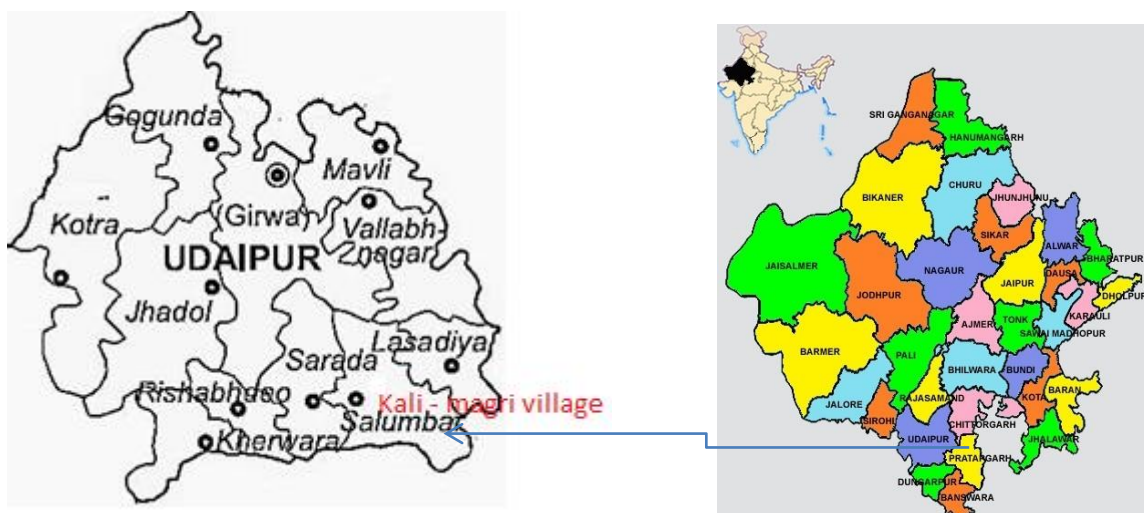 Gogunda
Mavli
Kotra
(Girwa)
Vallabh-
nagar
UDAIPUR
Jhadol
Sarada
Lasadiya
Rishabhdeo
Kali - magri village
Salumbar
Kherwara
SRI GANGANAGAR
HANUMANGARH
BIKANER
CHURU
JHUNJHUNU
SIKAR
ALWAR
BHARATPUR
JAISALMER
NAGAUR
JAIPUR
DAUSA
DHOLPUR
JODHPUR
KARAULI
AJMER
TONK
SAWAI MADHOPUR
BARMER
PALI
BHILWARA
BUNDI
BARAN
JALORE
RAJASAMAND
KOTA
SIROHI
CHITTORGARH
UDAIPUR
JHALAWAR
PRATAPGARH
DUNGARPUR
BANSWARA